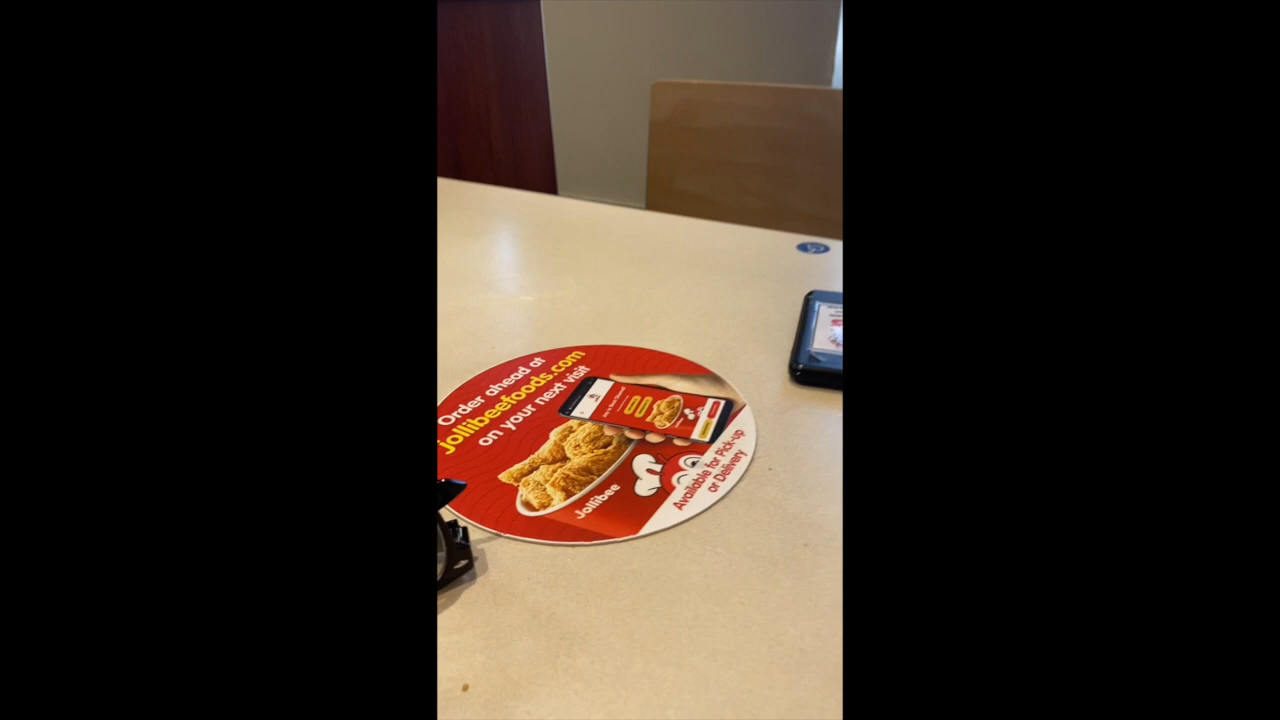 Order ahead at
jollibeefoods.com
on your next visit
Jollibee
Available for Pick-up
or Delivery